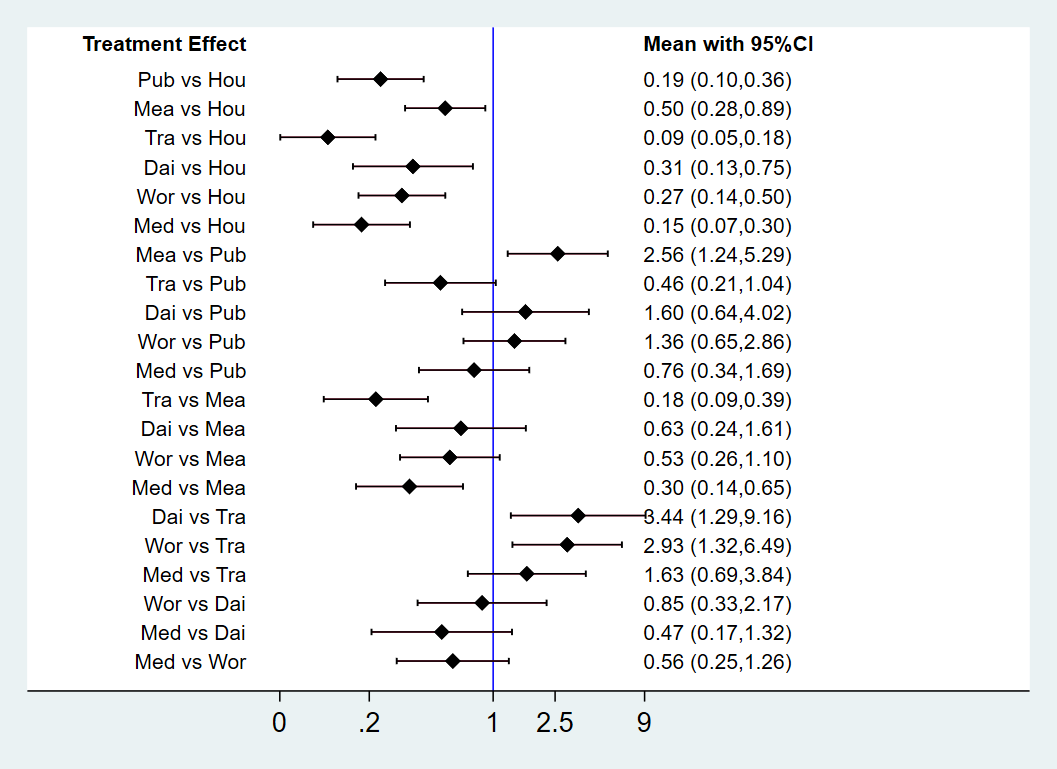 Treatment Effect Mean with 95%CI
Pub vs Hou 0.19 (0.10,0.36)
Mea vs Hou 0.50 (0.28,0.89)
Tra vs Hou 0.09 (0.05,0.18)
Dai vs Hou 0.31 (0.13,0.75)
Wor vs Hou 0.27 (0.14,0.50)
Med vs Hou 0.15 (0.07,0.30)
Mea vs Pub 2.56 (1.24,5.29)
Tra vs Pub 0.46 (0.21,1.04)
Dai vs Pub 1.60 (0.64,4.02)
Wor vs Pub 1.36 (0.65,2.86)
Med vs Pub 0.76 (0.34,1.69)
Tra vs Mea 0.18 (0.09,0.39)
Dai vs Mea 0.63 (0.24,1.61)
Wor vs Mea 0.53 (0.26,1.10)
Med vs Mea 0.30 (0.14,0.65)
Dai vs Tra 3.44 (1.29,9.16)
Wor vs Tra 2.93 (1.32,6.49)
Med vs Tra 1.63 (0.69,3.84)
Wor vs Dai 0.85 (0.33,2.17)
Med vs Dai 0.47 (0.17,1.32)
Med vs Wor 0.56 (0.25,1.26)
0 .2 1 2.5 9